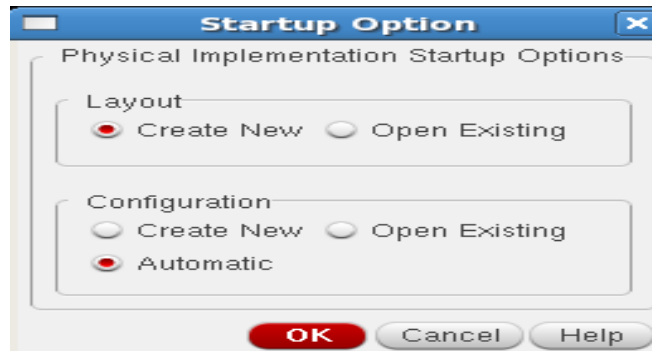 Startup Option
Physical Implementation Startup Options
Layout
Create New Open Existing
Configuration
Create New Open Existing
Automatic
OK Cancel Help